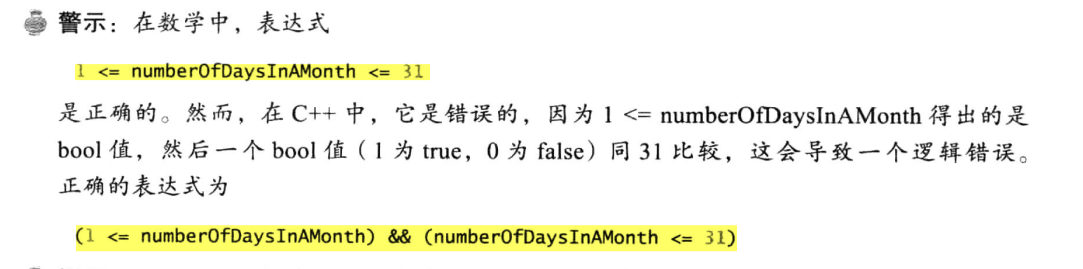 警示：在数学中，表达式
1 <= numberOfDaysInAMonth <= 31
是正确的。然而，在 C++ 中，它是错误的，因为 1 <= numberOfDaysInAMonth 得出的是
bool 值，然后一个 bool 值（1 为 true，0 为 false）同 31 比较，这会导致一个逻辑错误。
正确的表达式为
(1 <= numberOfDaysInAMonth) && (numberOfDaysInAMonth <= 31)